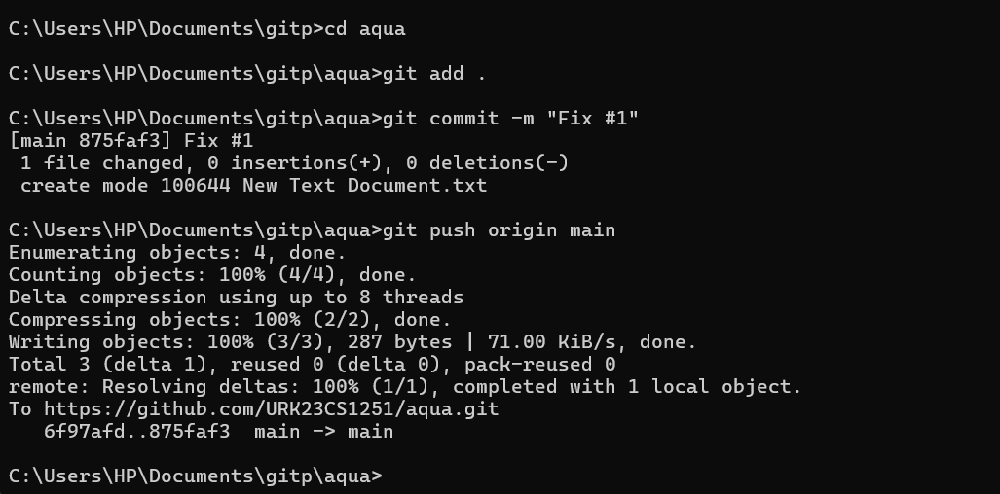 C:\Users\HP\Documents\gitp>cd aqua
C:\Users\HP\Documents\gitp\aqua>git add .
C:\Users\HP\Documents\gitp\aqua>git commit -m "Fix #1"
[main 875faf3] Fix #1
 1 file changed, 0 insertions(+), 0 deletions(-)
 create mode 100644 New Text Document.txt
C:\Users\HP\Documents\gitp\aqua>git push origin main
Enumerating objects: 4, done.
Counting objects: 100% (4/4), done.
Delta compression using up to 8 threads
Compressing objects: 100% (2/2), done.
Writing objects: 100% (3/3), 287 bytes | 71.00 KiB/s, done.
Total 3 (delta 1), reused 0 (delta 0), pack-reused 0
remote: Resolving deltas: 100% (1/1), completed with 1 local object.
To https://github.com/URK23CS1251/aqua.git
   6f97afd..875faf3  main -> main
C:\Users\HP\Documents\gitp\aqua>